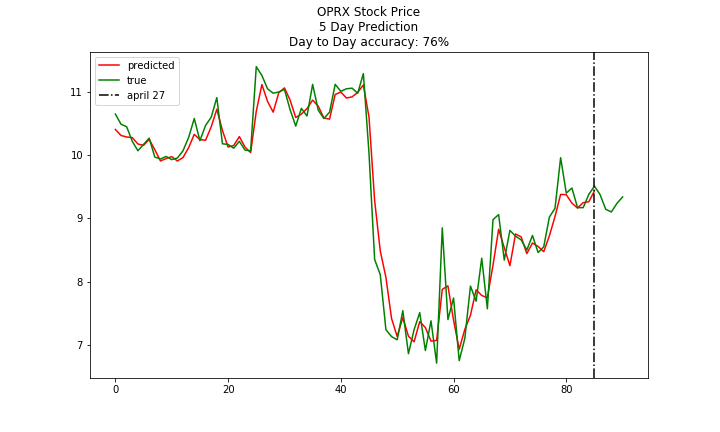 OPRX Stock Price
5 Day Prediction
Day to Day accuracy: 76%
predicted
true
april 27
11
10
9
8
7
0
20
40
60
80